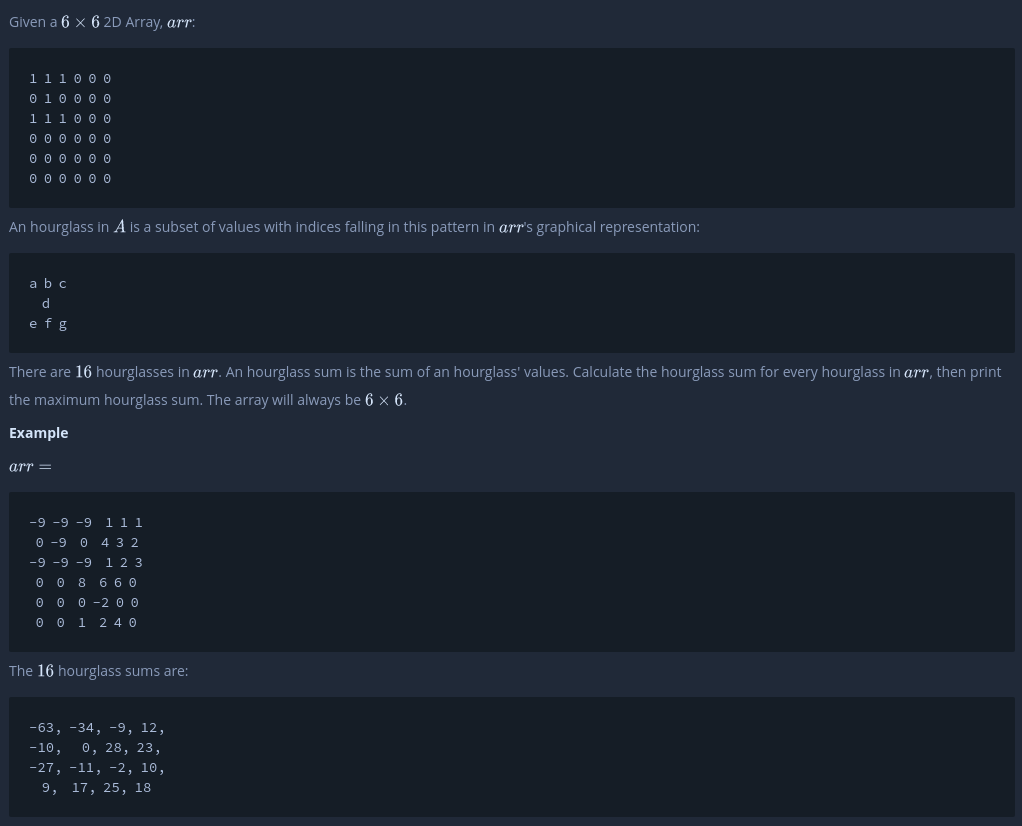 Given a 6 × 6 2D Array, arr:
1 1 1 0 0 0
0 1 0 0 0 0
1 1 1 0 0 0
0 0 0 0 0 0
0 0 0 0 0 0
0 0 0 0 0 0
An hourglass in A is a subset of values with indices falling in this pattern in arr's graphical representation:
a b c
  d
e f g
There are 16 hourglasses in arr. An hourglass sum is the sum of an hourglass' values. Calculate the hourglass sum for every hourglass in arr, then print
the maximum hourglass sum. The array will always be 6 × 6.
Example
arr =
-9 -9 -9  1 1 1
 0 -9  0  4 3 2
-9 -9 -9  1 2 3
 0  0  8  6 6 0
 0  0  0 -2 0 0
 0  0  1  2 4 0
The 16 hourglass sums are:
-63, -34, -9, 12,
-10,   0, 28, 23,
-27, -11, -2, 10,
  9,  17, 25, 18